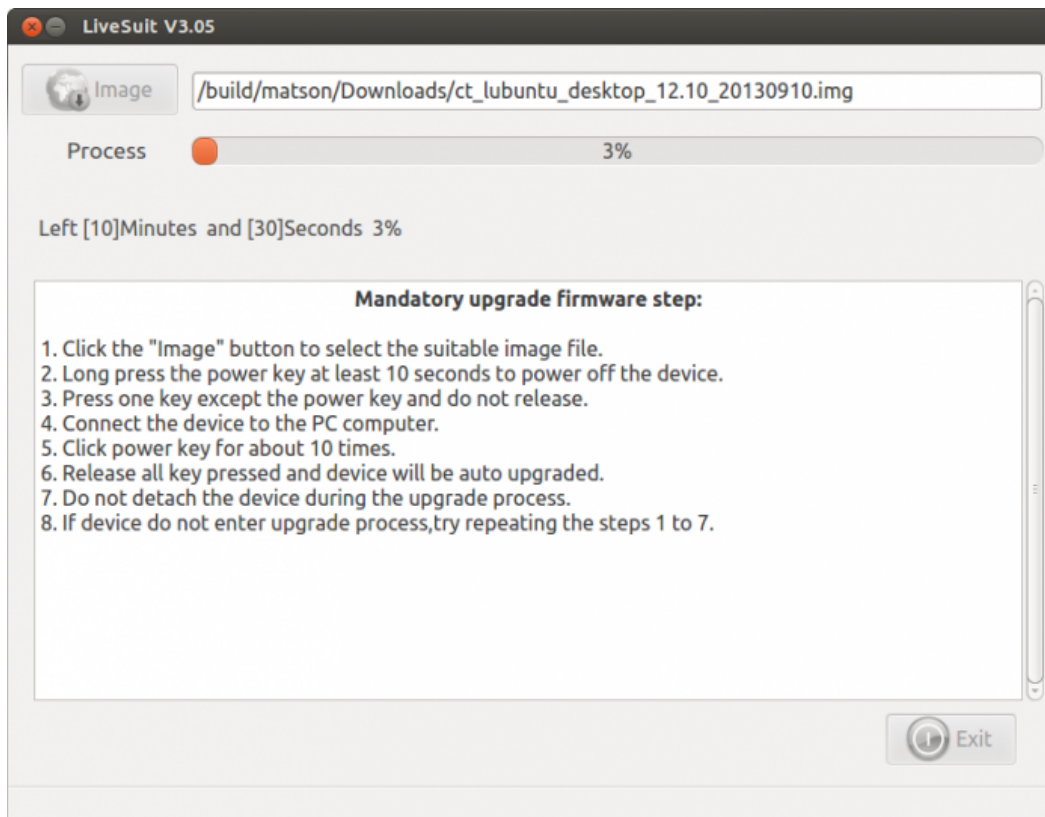 LiveSuit V3.05
Image
/build/matson/Downloads/ct_lubuntu_desktop_12.10_20130910.img
Process
3%
Left [10]Minutes and [30]Seconds 3%
Mandatory upgrade firmware step:
1. Click the "Image" button to select the suitable image file.
2. Long press the power key at least 10 seconds to power off the device.
3. Press one key except the power key and do not release.
4. Connect the device to the PC computer.
5. Click power key for about 10 times.
6. Release all key pressed and device will be auto upgraded.
7. Do not detach the device during the upgrade process.
8. If device do not enter upgrade process,try repeating the steps 1 to 7.
Exit